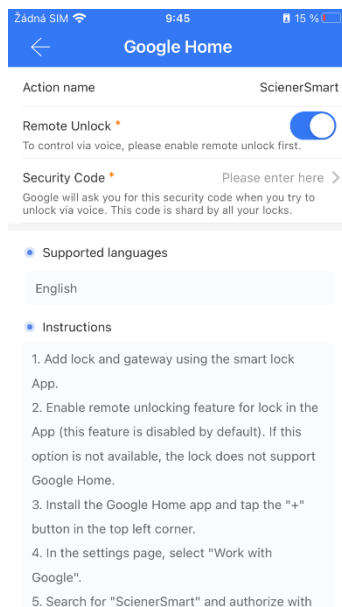 Žádná SIM 9:45 15 %
Google Home
Action name ScienerSmart
Remote Unlock *
To control via voice, please enable remote unlock first.
Security Code * Please enter here >
Google will ask you for this security code when you try to
unlock via voice. This code is shard by all your locks.
Supported languages
English
Instructions
1. Add lock and gateway using the smart lock
App.
2. Enable remote unlocking feature for lock in the
App (this feature is disabled by default). If this
option is not available, the lock does not support
Google Home.
3. Install the Google Home app and tap the "+"
button in the top left corner.
4. In the settings page, select "Work with
Google".
5. Search for "ScienerSmart" and authorize with